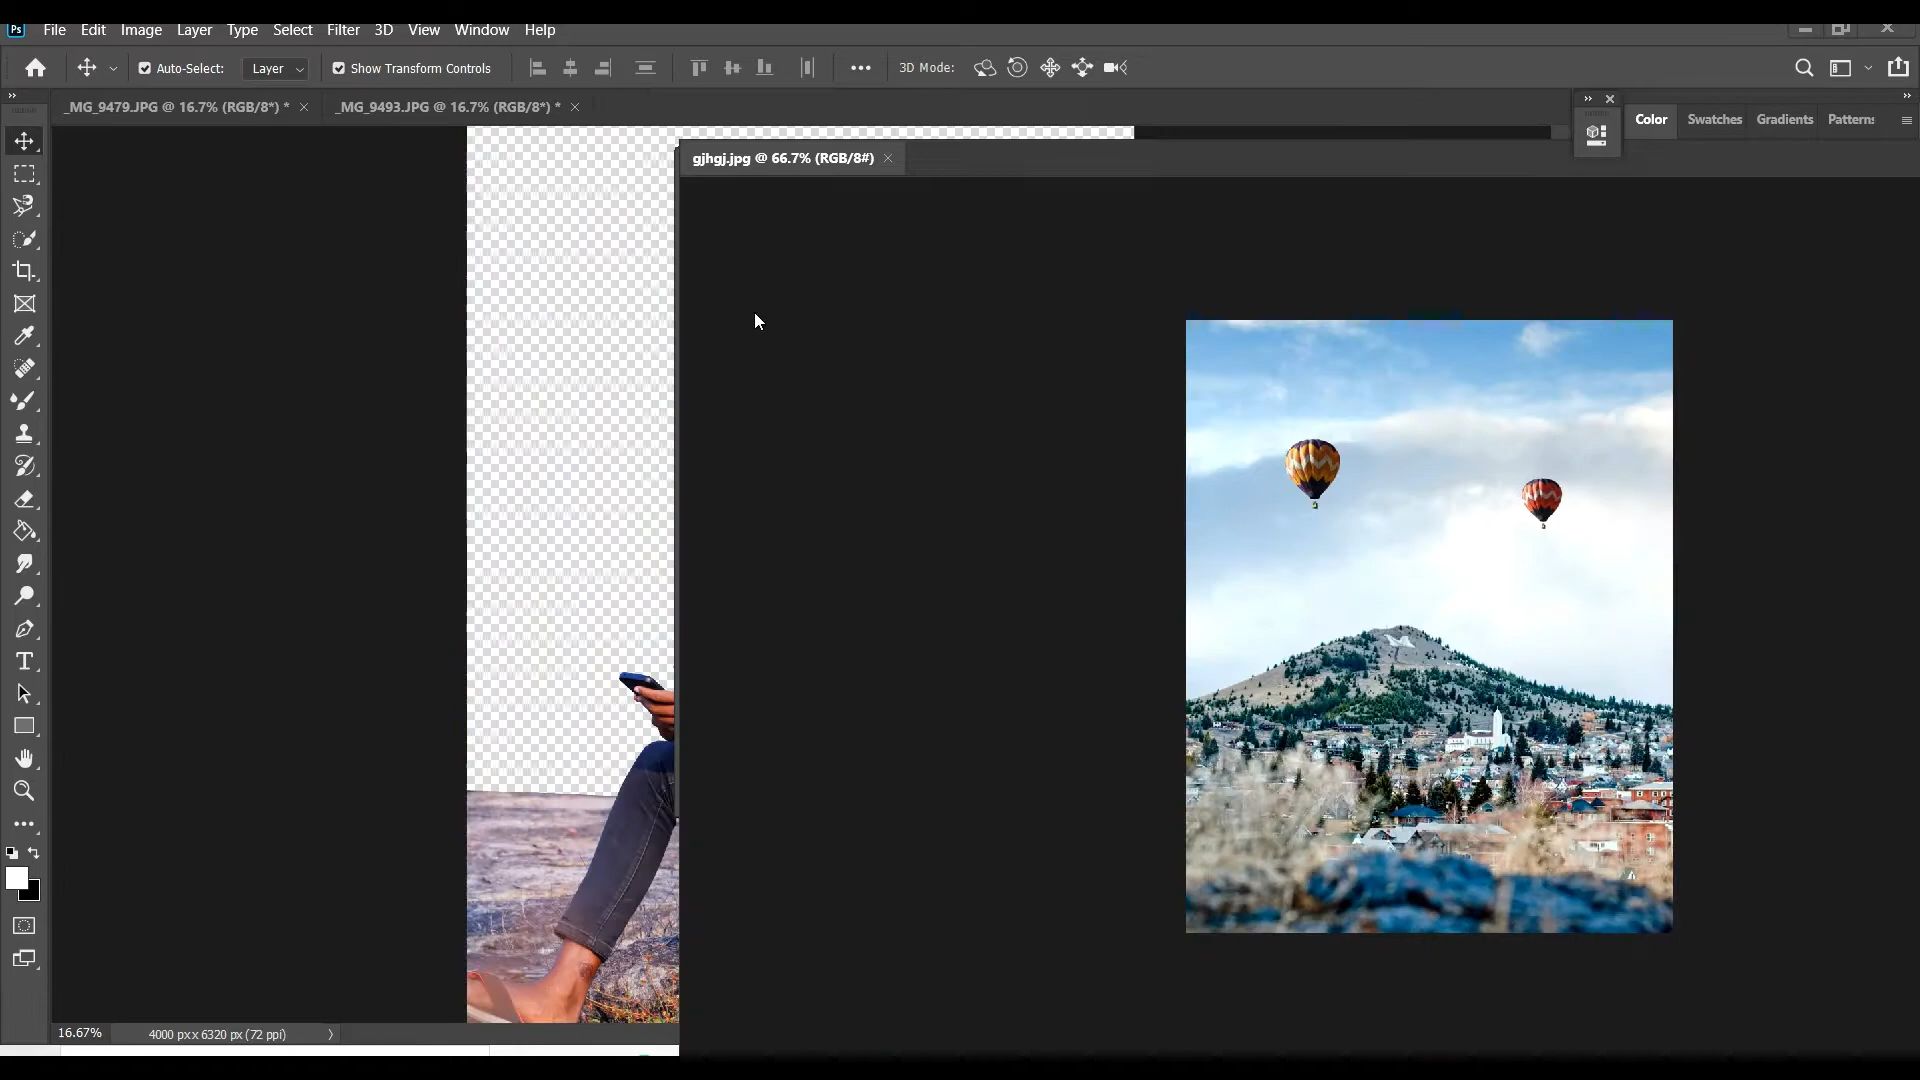 Ps File Edit Image Layer Type Select Filter 3D View Window Help
Auto-Select: Layer Show Transform Controls 3D Mode:
_MG_9479.JPG @ 16.7% (RGB/8*) * _MG_9493.JPG @ 16.7% (RGB/8*) *
Color Swatches Gradients Patterns
gjhgj.jpg @ 66.7% (RGB/8#)
16.67% 4000 px x 6320 px (72 ppi)